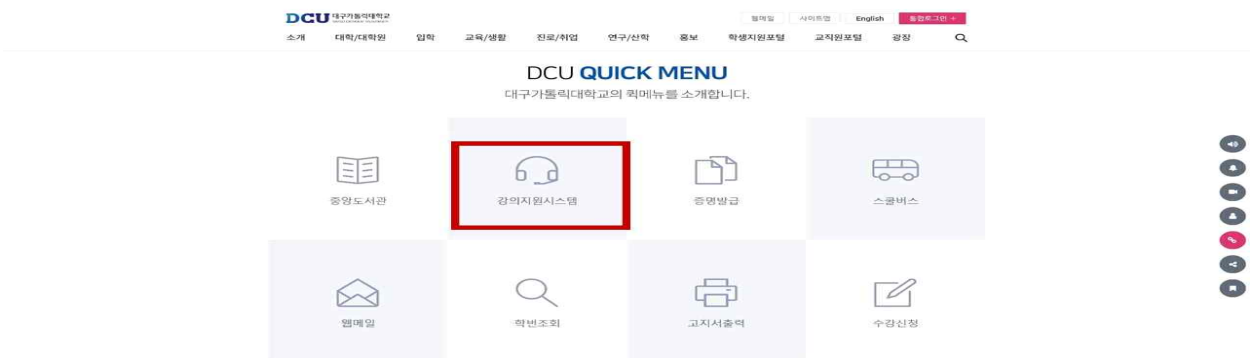 DCU 대구가톨릭대학교
웹메일 사이트맵 English 통합로그인
소개 대학/대학원 입학 교육/생활 진로/취업 연구/산학 홍보 학생지원포털 교직원포털 광장
DCU QUICK MENU
대구가톨릭대학교의 퀵메뉴를 소개합니다.
중앙도서관 강의지원시스템 증명발급 스쿨버스
웹메일 학번조회 고지서출력 수강신청